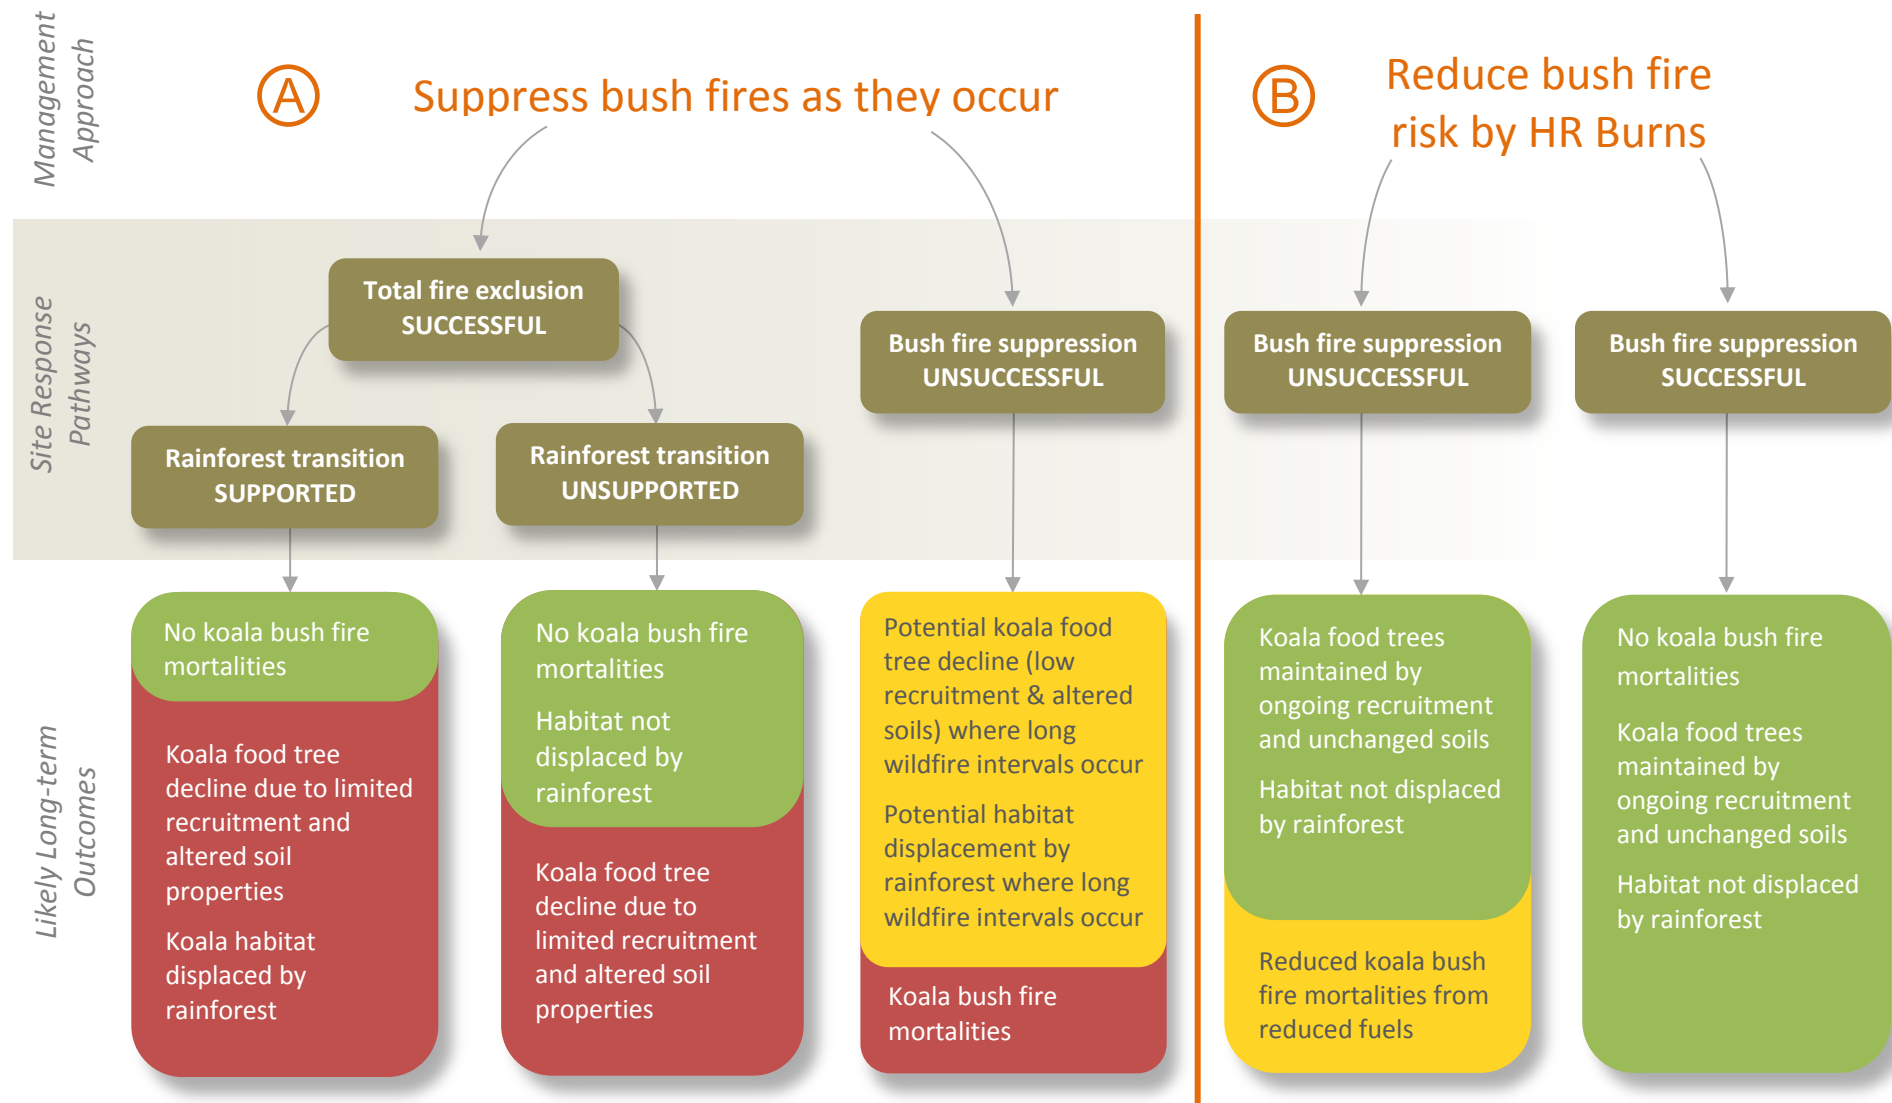 Management
Approach
A
Suppress bush fires as they occur
B
Reduce bush fire
risk by HR Burns
Site Response
Pathways
Total fire exclusion
SUCCESSFUL
Rainforest transition
SUPPORTED
Rainforest transition
UNSUPPORTED
Bush fire suppression
UNSUCCESSFUL
Bush fire suppression
UNSUCCESSFUL
Bush fire suppression
SUCCESSFUL
Likely Long-term
Outcomes
No koala bush fire
mortalities
Koala food tree
decline due to limited
recruitment and
altered soil
properties
Koala habitat
displaced by
rainforest
No koala bush fire
mortalities
Habitat not
displaced by
rainforest
Koala food tree
decline due to
limited recruitment
and altered soil
properties
Potential koala food
tree decline (low
recruitment & altered
soils) where long
wildfire intervals occur
Potential habitat
displacement by
rainforest where long
wildfire intervals occur
Koala bush fire
mortalities
Koala food trees
maintained by
ongoing recruitment
and unchanged soils
Habitat not displaced
by rainforest
Reduced koala bush
fire mortalities from
reduced fuels
No koala bush fire
mortalities
Koala food trees
maintained by
ongoing recruitment
and unchanged soils
Habitat not displaced
by rainforest